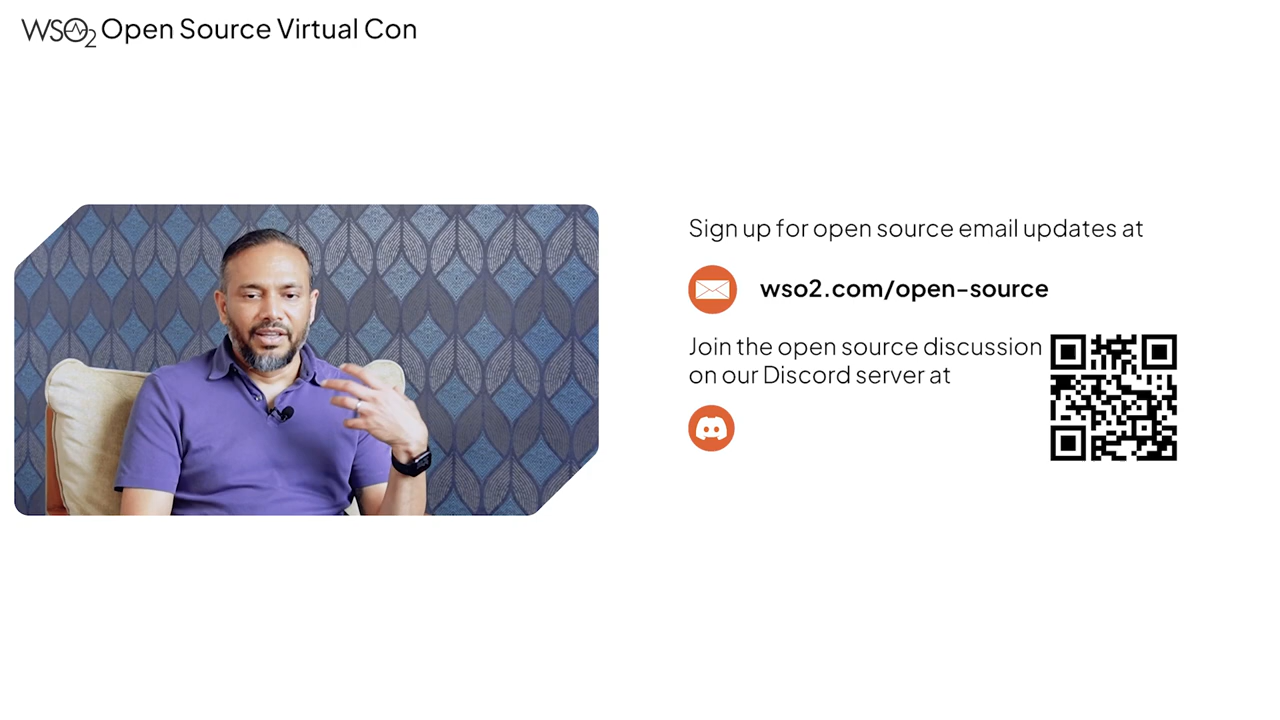 WSO2 Open Source Virtual Con
Sign up for open source email updates at
wso2.com/open-source
Join the open source discussion
on our Discord server at